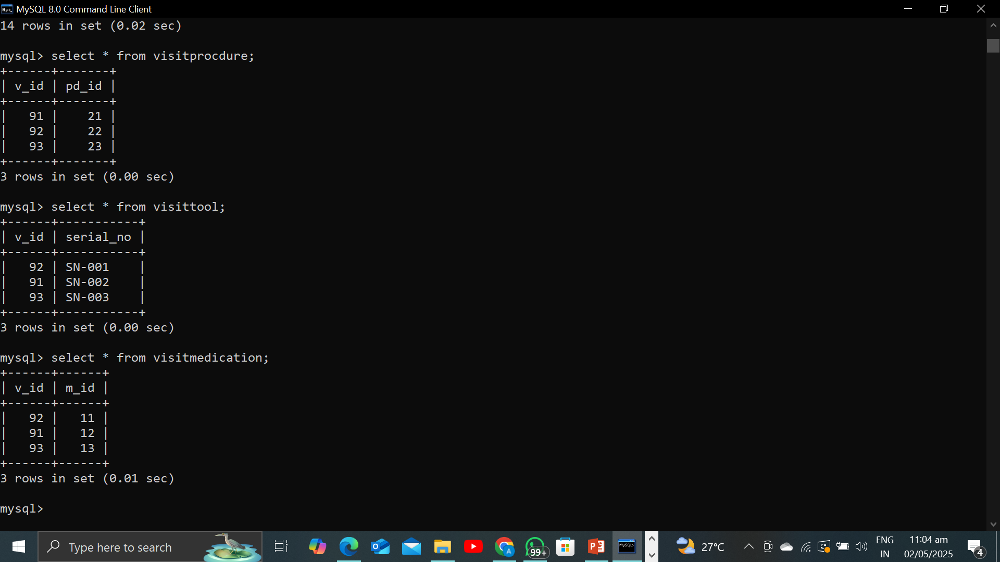 MySQL 8.0 Command Line Client
14 rows in set (0.02 sec)
mysql> select * from visitprocdure;
+------+-------+
| v_id | pd_id |
+------+-------+
|   91 |    21 |
|   92 |    22 |
|   93 |    23 |
+------+-------+
3 rows in set (0.00 sec)
mysql> select * from visittool;
+------+-----------+
| v_id | serial_no |
+------+-----------+
|   92 | SN-001    |
|   91 | SN-002    |
|   93 | SN-003    |
+------+-----------+
3 rows in set (0.00 sec)
mysql> select * from visitmedication;
+------+------+
| v_id | m_id |
+------+------+
|   92 |   11 |
|   91 |   12 |
|   93 |   13 |
+------+------+
3 rows in set (0.01 sec)
mysql>
Type here to search
99+
MySQL>
27°C
ENG
IN
11:04 am
02/05/2025
4